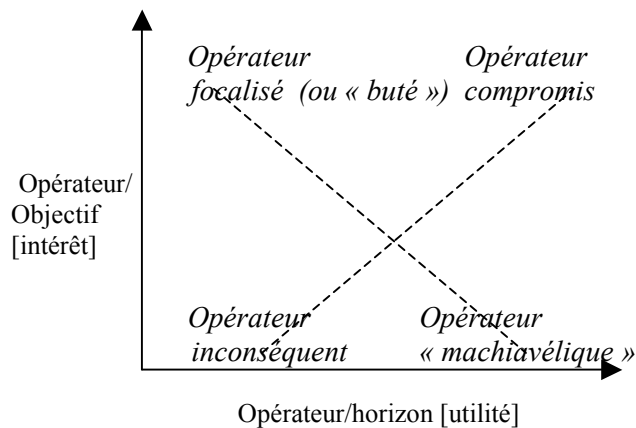 Opérateur
focalisé (ou « buté »)
Opérateur
compromis
Opérateur/
Objectif
[intérêt]
Opérateur
inconséquent
Opérateur
« machiavélique »
Opérateur/horizon [utilité]